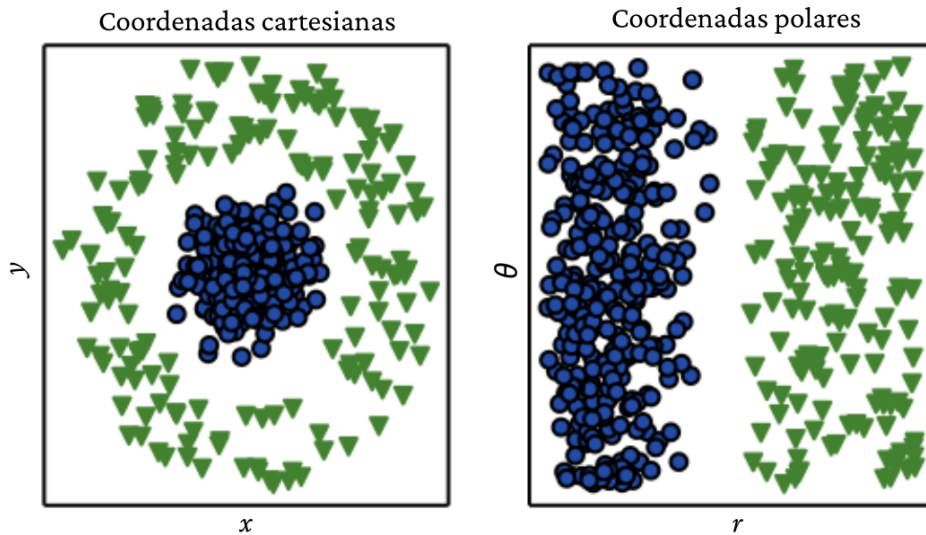 Coordenadas cartesianas
Coordenadas polares
y
x
θ
r